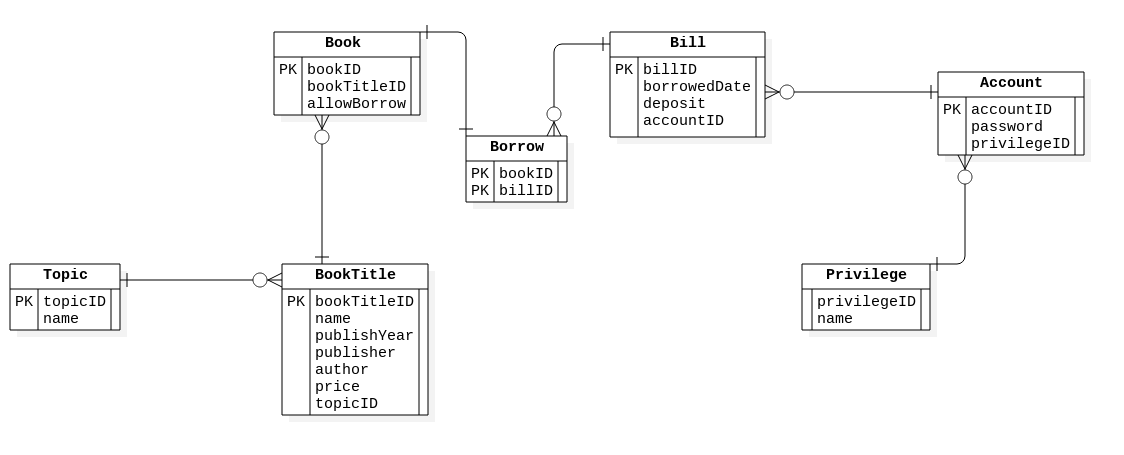 Book
PK bookID
bookTitleID
allowBorrow
Bill
PK billID
borrowedDate
deposit
accountID
Account
PK accountID
password
privilegeID
Borrow
PK bookID
PK billID
Topic
PK topicID
name
BookTitle
PK bookTitleID
name
publishYear
publisher
author
price
topicID
Privilege
privilegeID
name